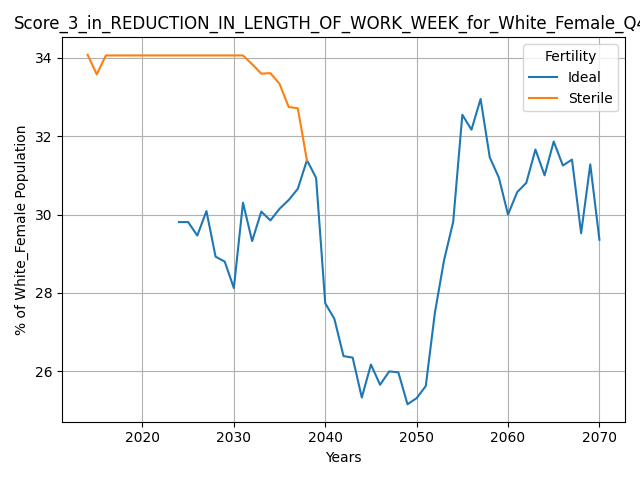 Score_3_in_REDUCTION_IN_LENGTH_OF_WORK_WEEK_for_White_Female_Q4
34
32
30
28
26
% of White_Female Population
Fertility
Ideal
Sterile
2020 2030 2040 2050 2060 2070
Years